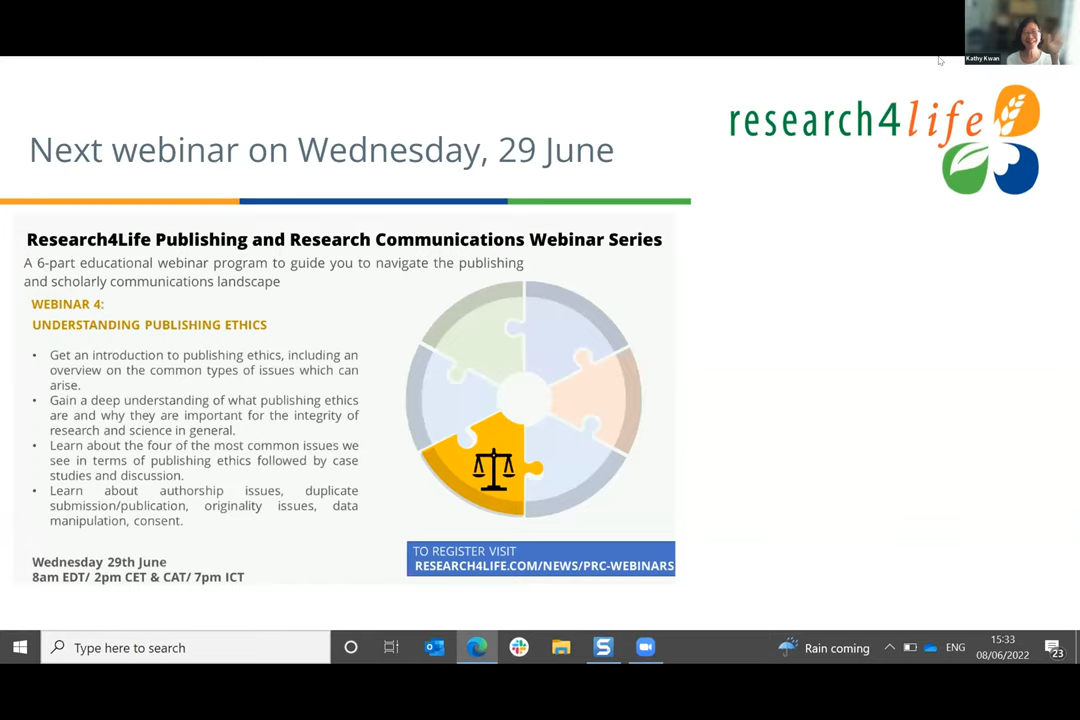 Kathy Kwan
research4life
Next webinar on Wednesday, 29 June
Research4Life Publishing and Research Communications Webinar Series
A 6-part educational webinar program to guide you to navigate the publishing
and scholarly communications landscape
WEBINAR 4:
UNDERSTANDING PUBLISHING ETHICS
• Get an introduction to publishing ethics, including an
overview on the common types of issues which can
arise.
• Gain a deep understanding of what publishing ethics
are and why they are important for the integrity of
research and science in general.
• Learn about the four of the most common issues we
see in terms of publishing ethics followed by case
studies and discussion.
• Learn about authorship issues, duplicate
submission/publication, originality issues, data
manipulation, consent.
Wednesday 29th June
8am EDT/ 2pm CET & CAT/ 7pm ICT
TO REGISTER VISIT
RESEARCH4LIFE.COM/NEWS/PRC-WEBINARS
Type here to search
Rain coming
ENG
15:33
08/06/2022
23